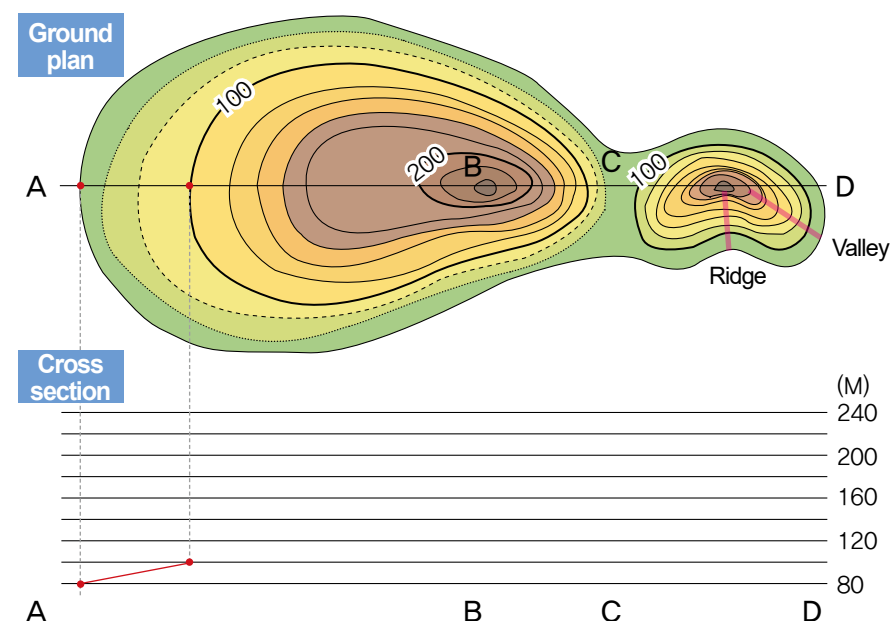 Ground
plan
100
200
B
C
100
A
D
Valley
Ridge
Cross
section
(M)
240
200
160
120
80
A B C D